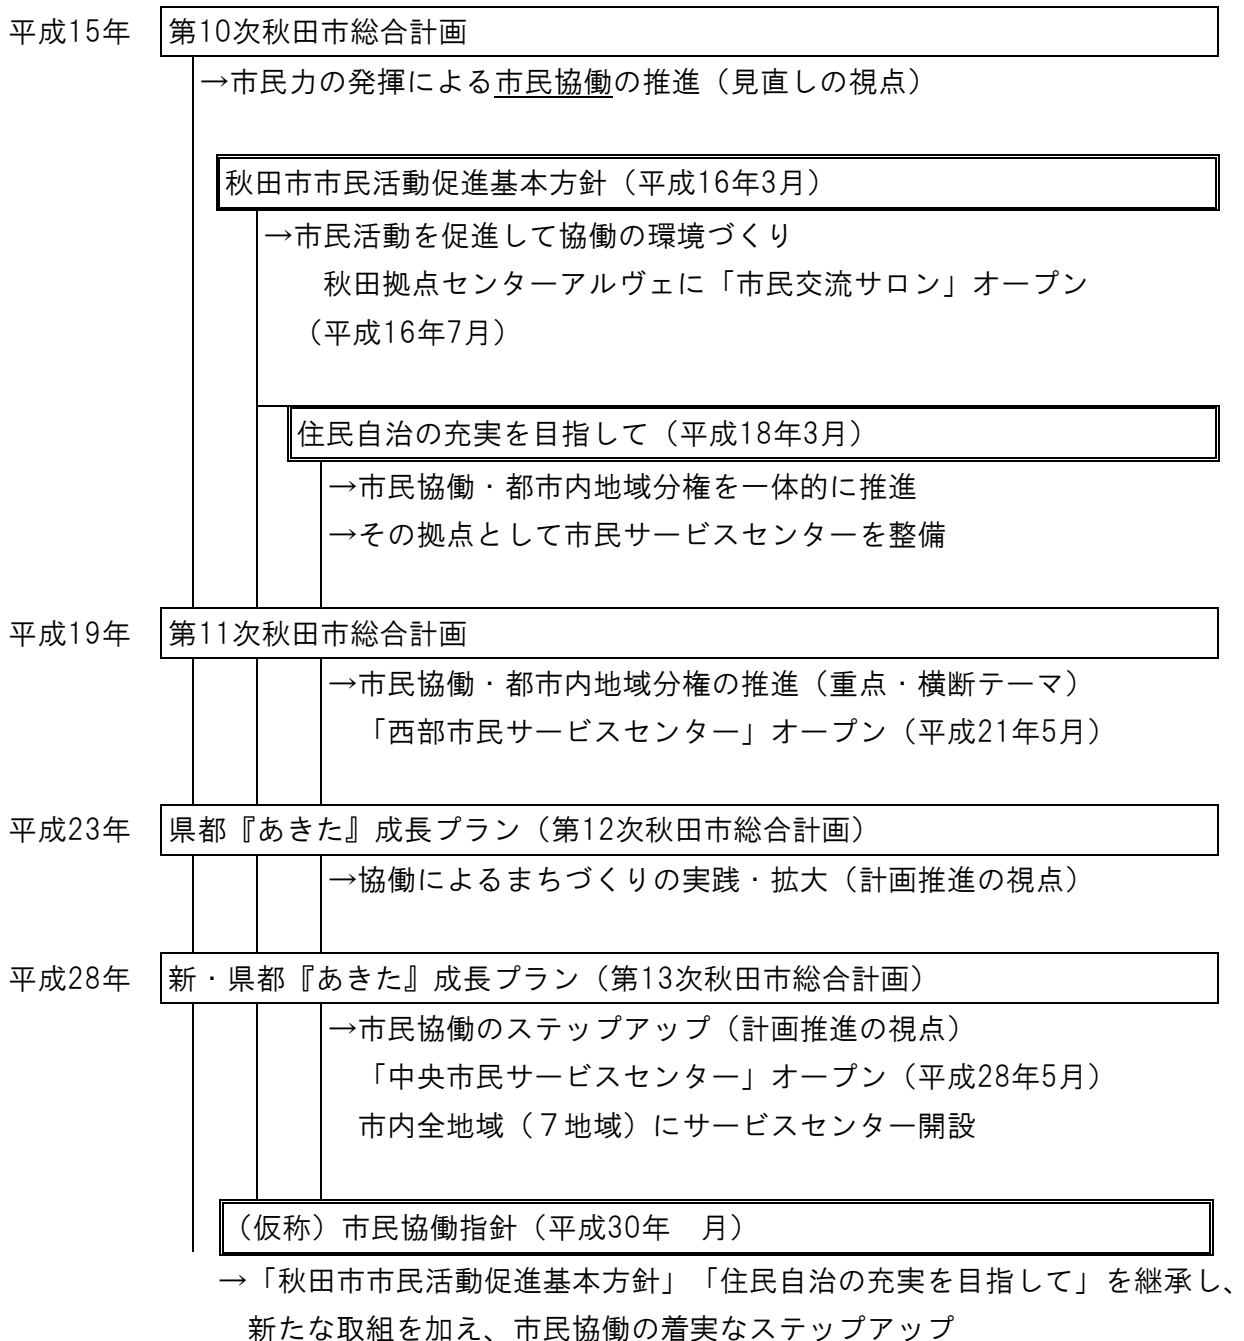 平成15年 第10次秋田市総合計画
→市民力の発揮による市民協働の推進（見直しの視点）
秋田市市民活動促進基本方針（平成16年3月）
→市民活動を促進して協働の環境づくり
秋田拠点センターアルヴェに「市民交流サロン」オープン
（平成16年7月）
住民自治の充実を目指して（平成18年3月）
→市民協働・都市内地域分権を一体的に推進
→その拠点として市民サービスセンターを整備
平成19年 第11次秋田市総合計画
→市民協働・都市内地域分権の推進（重点・横断テーマ）
「西部市民サービスセンター」オープン（平成21年5月）
平成23年 県都『あきた』成長プラン（第12次秋田市総合計画）
→協働によるまちづくりの実践・拡大（計画推進の視点）
平成28年 新・県都『あきた』成長プラン（第13次秋田市総合計画）
→市民協働のステップアップ（計画推進の視点）
「中央市民サービスセンター」オープン（平成28年5月）
市内全地域（７地域）にサービスセンター開設
（仮称）市民協働指針（平成30年　月）
→「秋田市市民活動促進基本方針」「住民自治の充実を目指して」を継承し、
新たな取組を加え、市民協働の着実なステップアップ